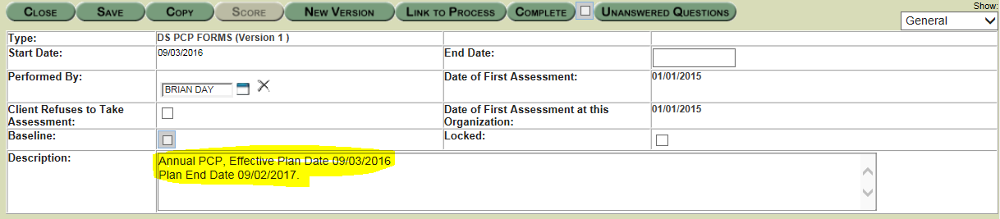 CLOSE SAVE COPY SCORE NEW VERSION LINK TO PROCESS COMPLETE UNANSWERED QUESTIONS Show:
General
Type: DS PCP FORMS (Version 1 )
Start Date: 09/03/2016 End Date:
Performed By: BRIAN DAY Date of First Assessment: 01/01/2015
Client Refuses to Take Date of First Assessment at this 01/01/2015
Assessment: Organization:
Baseline: Locked:
Description: Annual PCP, Effective Plan Date 09/03/2016
Plan End Date 09/02/2017.